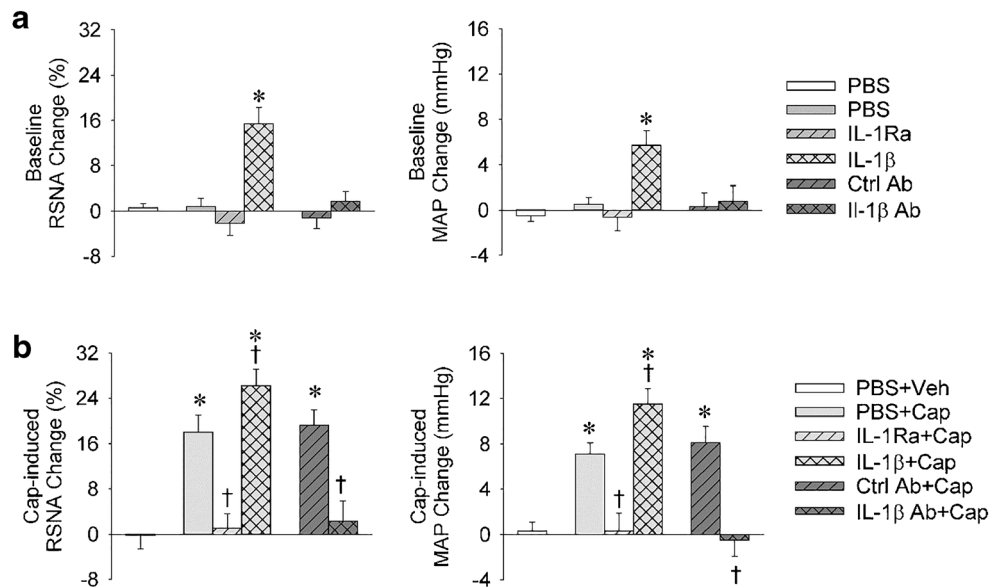 a
Baseline
RSNA Change (%)
32
24
16
8
0
-8
*
Baseline
MAP Change (mmHg)
16
12
8
4
0
-4
*
PBS
PBS
IL-1Ra
IL-1β
Ctrl Ab
Il-1β Ab
b
Cap-induced
RSNA Change (%)
32
24
16
8
0
-8
*
†
*
†
*
†
Cap-induced
MAP Change (mmHg)
16
12
8
4
0
-4
*
†
*
†
*
†
PBS+Veh
PBS+Cap
IL-1Ra+Cap
IL-1β+Cap
Ctrl Ab+Cap
IL-1β Ab+Cap